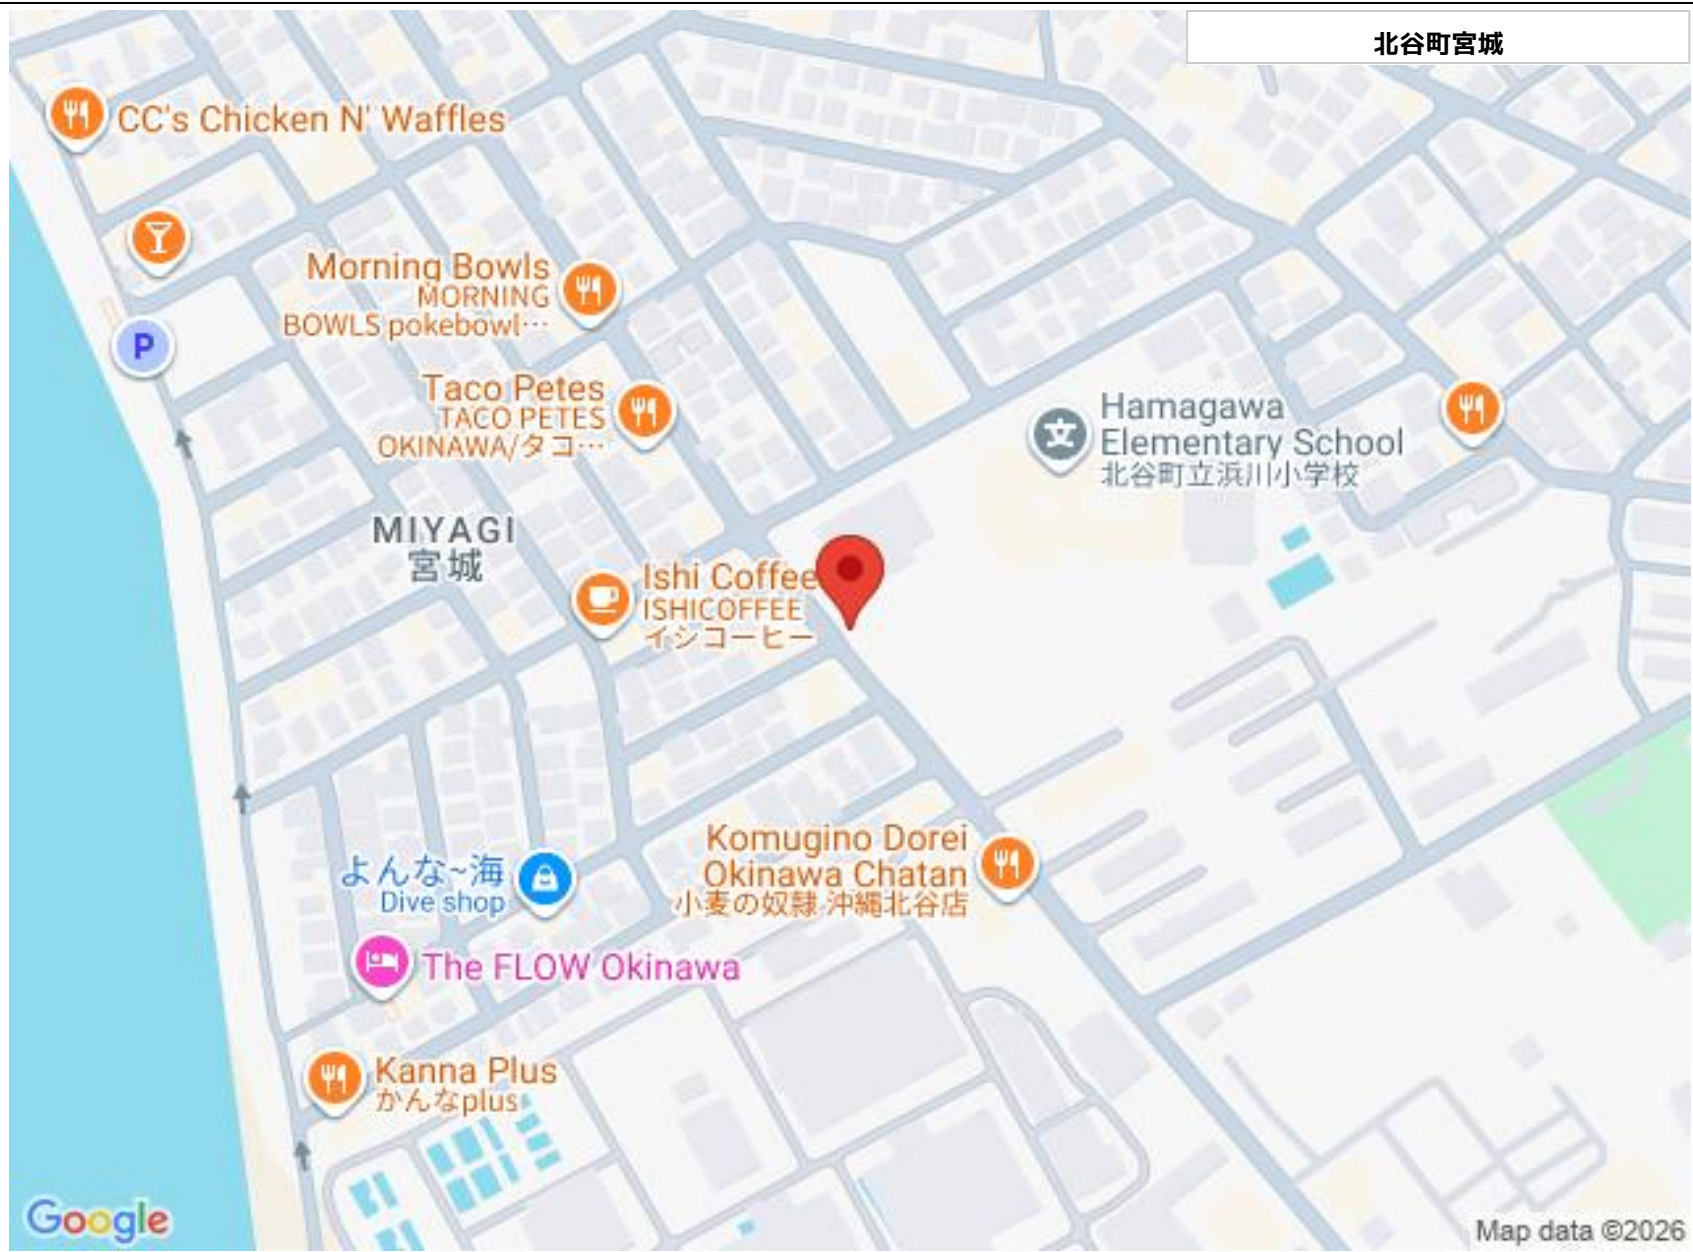 北谷町宮城
CC's Chicken N' Waffles
Morning Bowls
MORNING
BOWLS pokebowl…
P
Taco Petes
TACO PETES
OKINAWA/タコ…
Hamagawa
Elementary School
北谷町立浜川小学校
文
MIYAGI
宮城
Ishi Coffee
ISHICOFFEE
イシコーヒー
Komugino Dorei
Okinawa Chatan
小麦の奴隷 沖縄北谷店
よんな~海
Dive shop
The FLOW Okinawa
Kanna Plus
かんなplus
Google
Map data ©2026